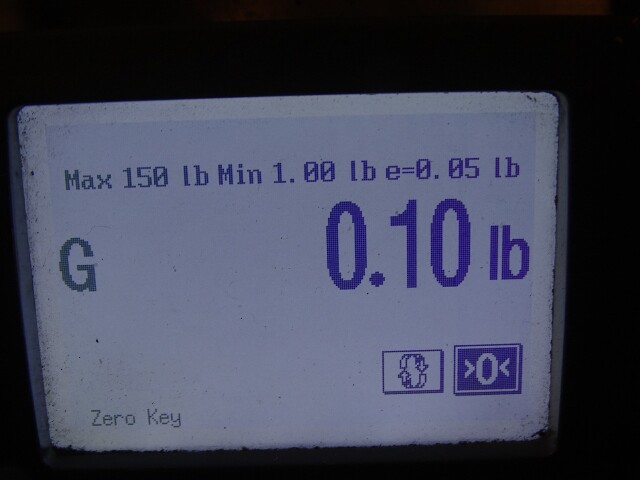 Max 150 lb Min 1.00 lb e=0.05 lb
G 0.10 lb
>0<
Zero Key